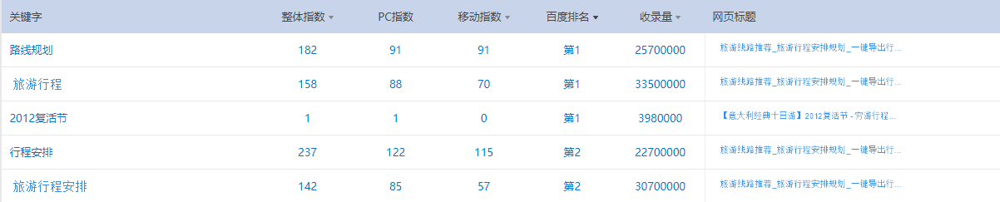 关键字 整体指数 PC指数 移动指数 百度排名 收录量 网页标题
路线规划 182 91 91 第1 25700000 旅游线路推荐_旅游行程安排规划_一键导出行...
旅游行程 158 88 70 第1 33500000 旅游线路推荐_旅游行程安排规划_一键导出行...
2012复活节 1 1 0 第1 3980000 【意大利经典十日游】2012复活节 - 穷游行程...
行程安排 237 122 115 第2 22700000 旅游线路推荐_旅游行程安排规划_一键导出行...
旅游行程安排 142 85 57 第2 30700000 旅游线路推荐_旅游行程安排规划_一键导出行...